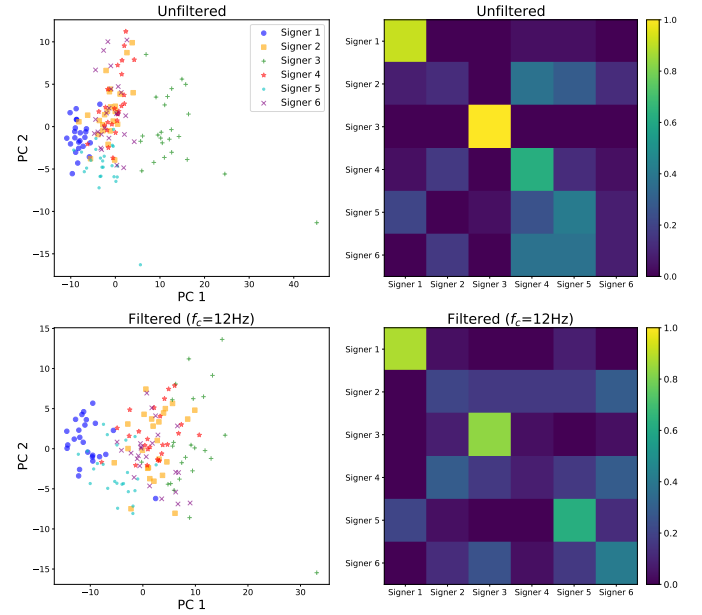 Unfiltered
PC 2
10
5
0
−5
−10
−15
−10
0
10
20
30
40
PC 1
Signer 1
Signer 2
Signer 3
Signer 4
Signer 5
Signer 6
Unfiltered
Signer 1
Signer 2
Signer 3
Signer 4
Signer 5
Signer 6
Signer 1 Signer 2 Signer 3 Signer 4 Signer 5 Signer 6
1.0
0.8
0.6
0.4
0.2
0.0
Filtered (f_c=12Hz)
PC 2
15
10
5
0
−5
−10
−15
−10
0
10
20
30
PC 1
Filtered (f_c=12Hz)
Signer 1
Signer 2
Signer 3
Signer 4
Signer 5
Signer 6
Signer 1 Signer 2 Signer 3 Signer 4 Signer 5 Signer 6
1.0
0.8
0.6
0.4
0.2
0.0